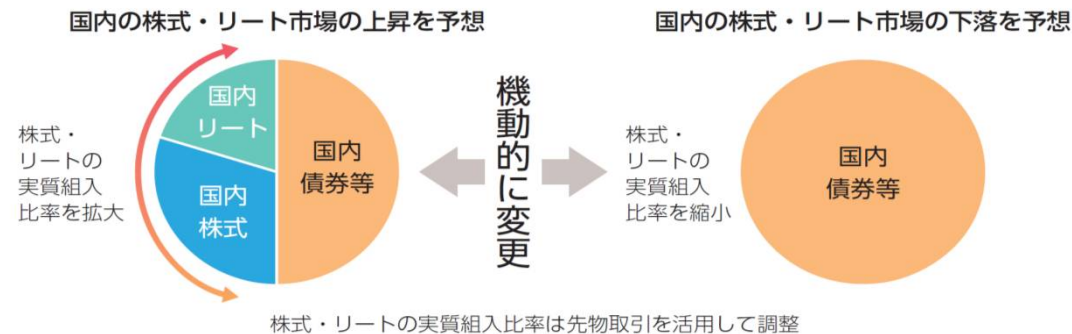 国内の株式・リート市場の上昇を予想
国内
リート
国内
株式
国内
債券等
株式・
リートの
実質組入
比率を拡大
機動的に変更
国内の株式・リート市場の下落を予想
株式・
リートの
実質組入
比率を縮小
国内
債券等
株式・リートの実質組入比率は先物取引を活用して調整